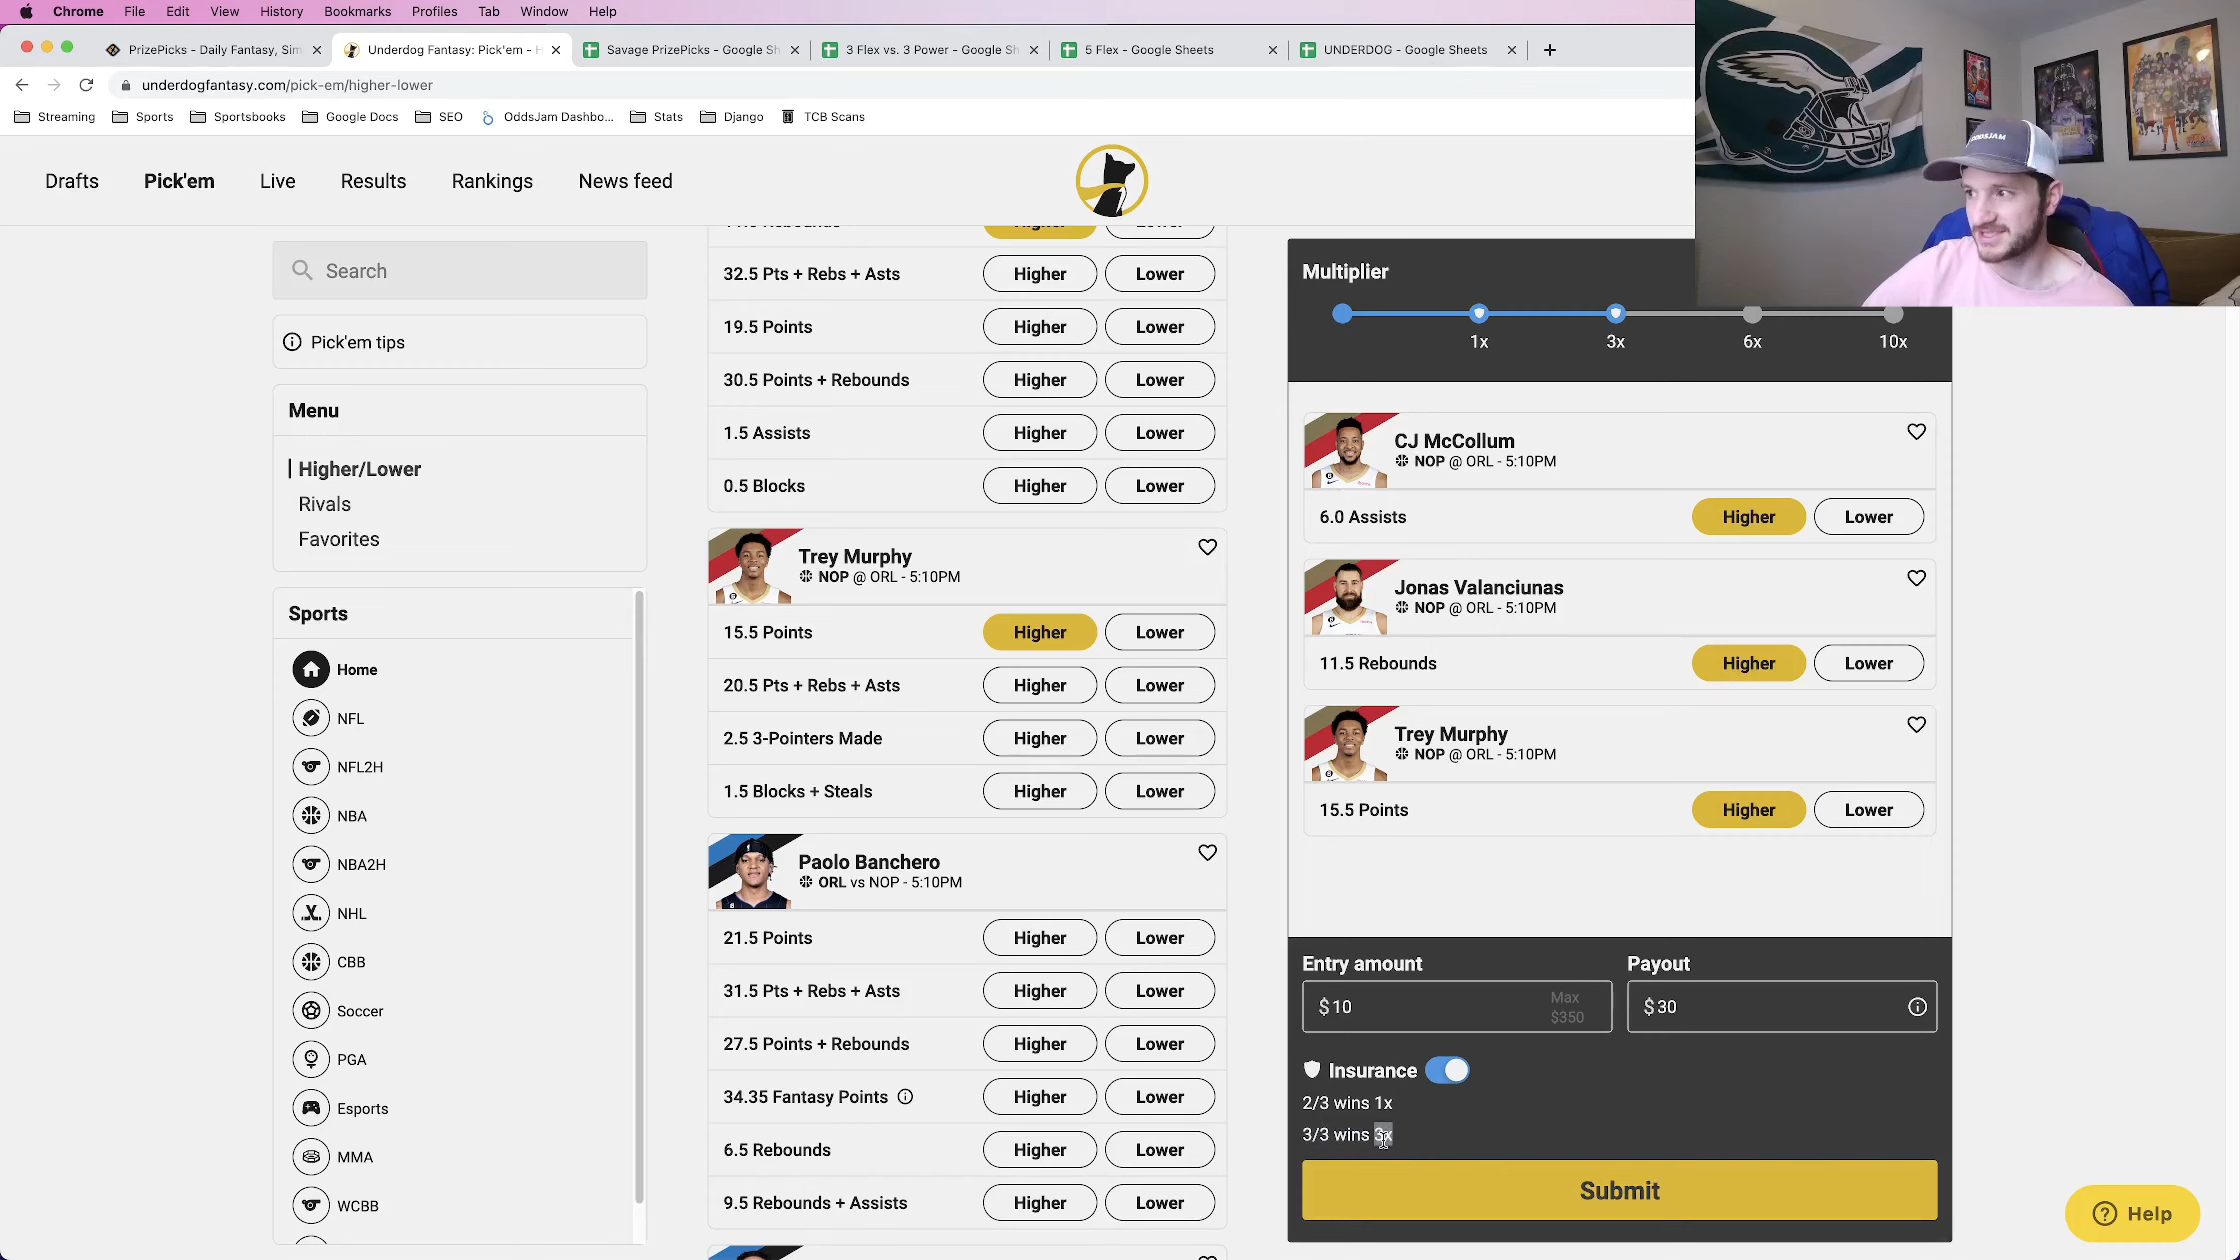 Chrome File Edit View History Bookmarks Profiles Tab Window Help
PrizePicks - Daily Fantasy, Sim
Underdog Fantasy: Pick'em - H
Savage PrizePicks - Google Sh
3 Flex vs. 3 Power - Google Sh
5 Flex - Google Sheets
UNDERDOG - Google Sheets
underdogfantasy.com/pick-em/higher-lower
Streaming Sports Sportsbooks Google Docs SEO OddsJam Dashbo... Stats Django TCB Scans
Drafts Pick'em Live Results Rankings News feed
Search
Pick'em tips
Menu
Higher/Lower
Rivals
Favorites
Sports
Home
NFL
NFL2H
NBA
NBA2H
NHL
CBB
Soccer
PGA
Esports
MMA
WCBB
32.5 Pts + Rebs + Asts Higher Lower
19.5 Points Higher Lower
30.5 Points + Rebounds Higher Lower
1.5 Assists Higher Lower
0.5 Blocks Higher Lower
Trey Murphy
NOP @ ORL - 5:10PM
15.5 Points Higher Lower
20.5 Pts + Rebs + Asts Higher Lower
2.5 3-Pointers Made Higher Lower
1.5 Blocks + Steals Higher Lower
Paolo Banchero
ORL vs NOP - 5:10PM
21.5 Points Higher Lower
31.5 Pts + Rebs + Asts Higher Lower
27.5 Points + Rebounds Higher Lower
34.35 Fantasy Points Higher Lower
6.5 Rebounds Higher Lower
9.5 Rebounds + Assists Higher Lower
Multiplier
1x 3x 6x 10x
CJ McCollum
NOP @ ORL - 5:10PM
6.0 Assists Higher Lower
Jonas Valanciunas
NOP @ ORL - 5:10PM
11.5 Rebounds Higher Lower
Trey Murphy
NOP @ ORL - 5:10PM
15.5 Points Higher Lower
Entry amount Payout
$10 Max $350 $30
Insurance
2/3 wins 1x
3/3 wins 3x
Submit
Help
ODDSJAM